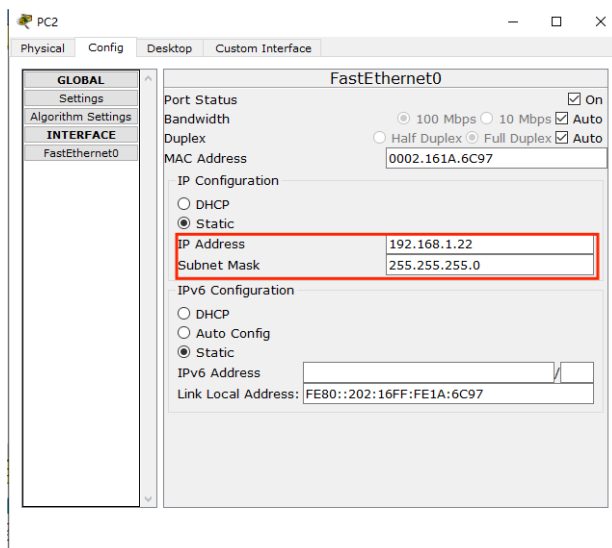 PC2
Physical Config Desktop Custom Interface
GLOBAL
Settings
Algorithm Settings
INTERFACE
FastEthernet0
FastEthernet0
Port Status On
Bandwidth 100 Mbps 10 Mbps Auto
Duplex Half Duplex Full Duplex Auto
MAC Address 0002.161A.6C97
IP Configuration
DHCP
Static
IP Address 192.168.1.22
Subnet Mask 255.255.255.0
IPv6 Configuration
DHCP
Auto Config
Static
IPv6 Address /
Link Local Address: FE80::202:16FF:FE1A:6C97